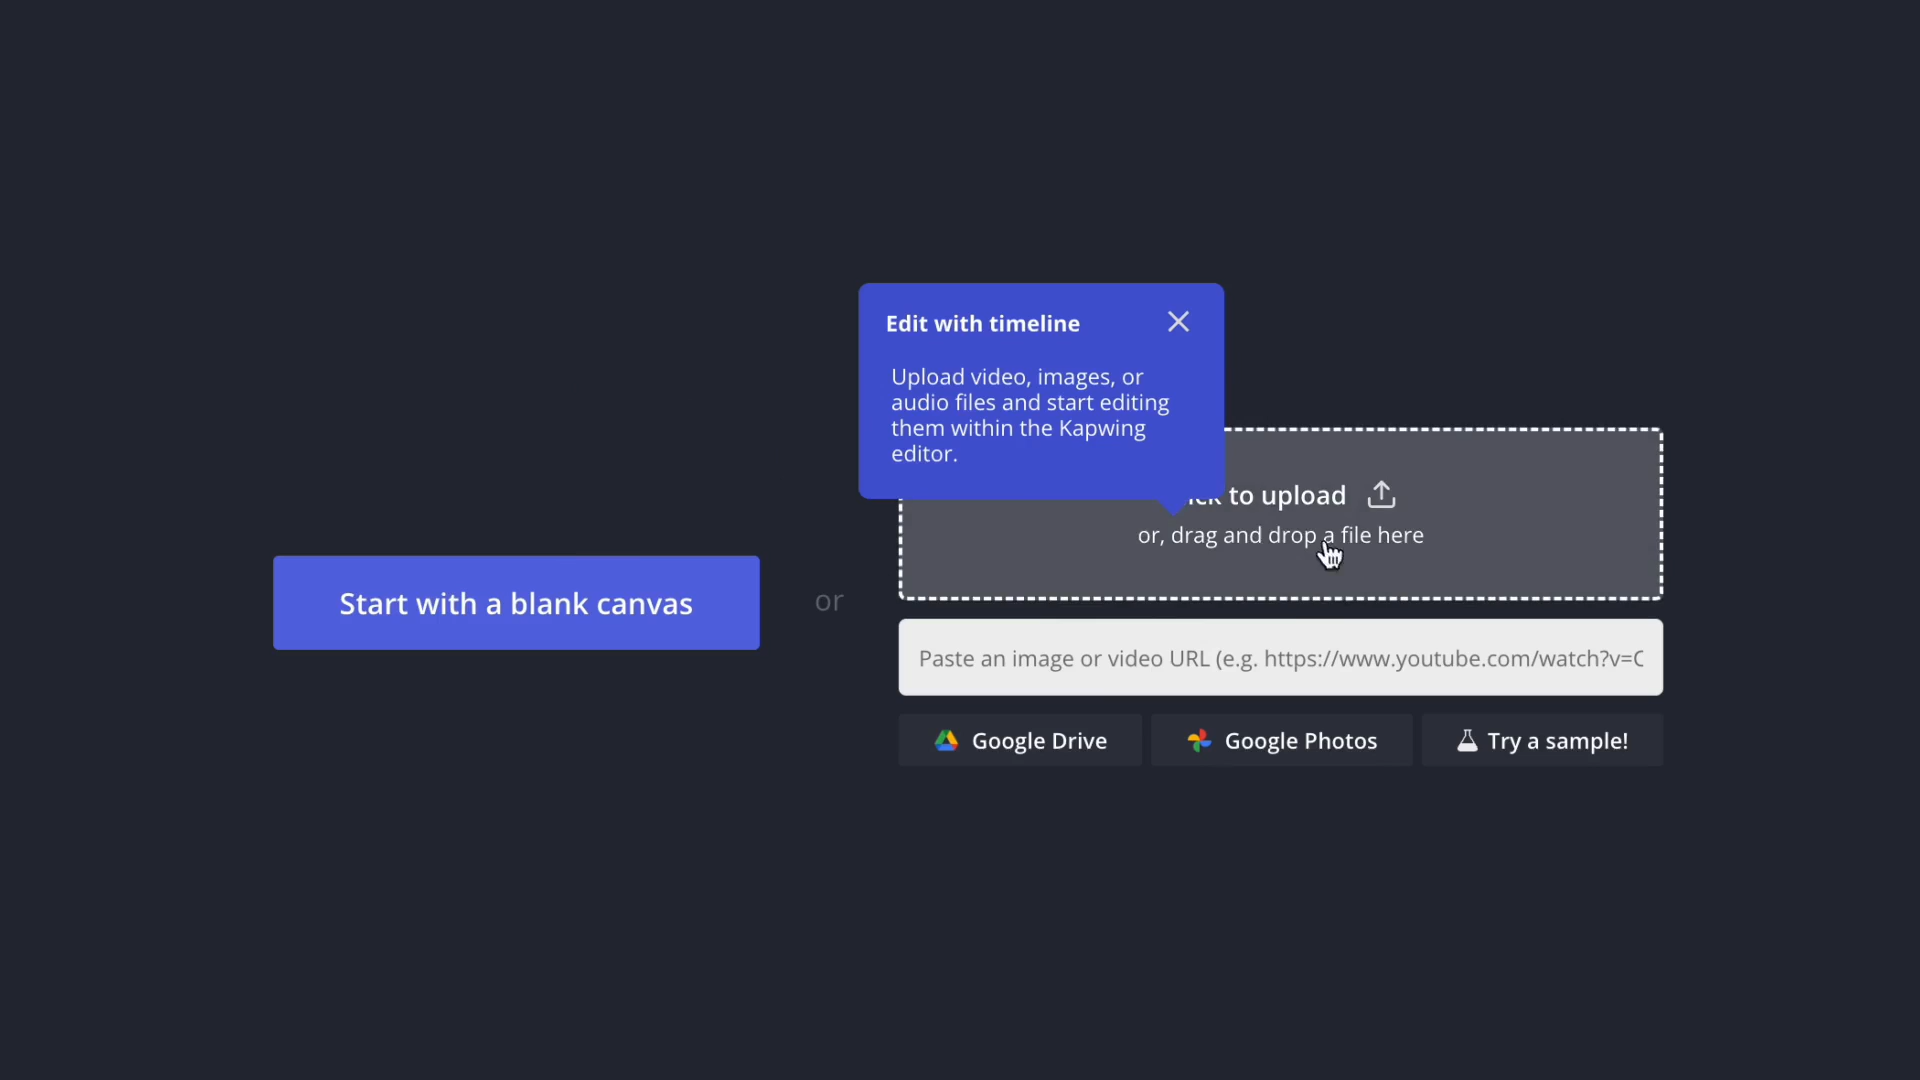 Edit with timeline
Upload video, images, or
audio files and start editing
them within the Kapwing
editor.
to upload
or, drag and drop a file here
Start with a blank canvas
or
Paste an image or video URL (e.g. https://www.youtube.com/watch?v=C
Google Drive
Google Photos
Try a sample!